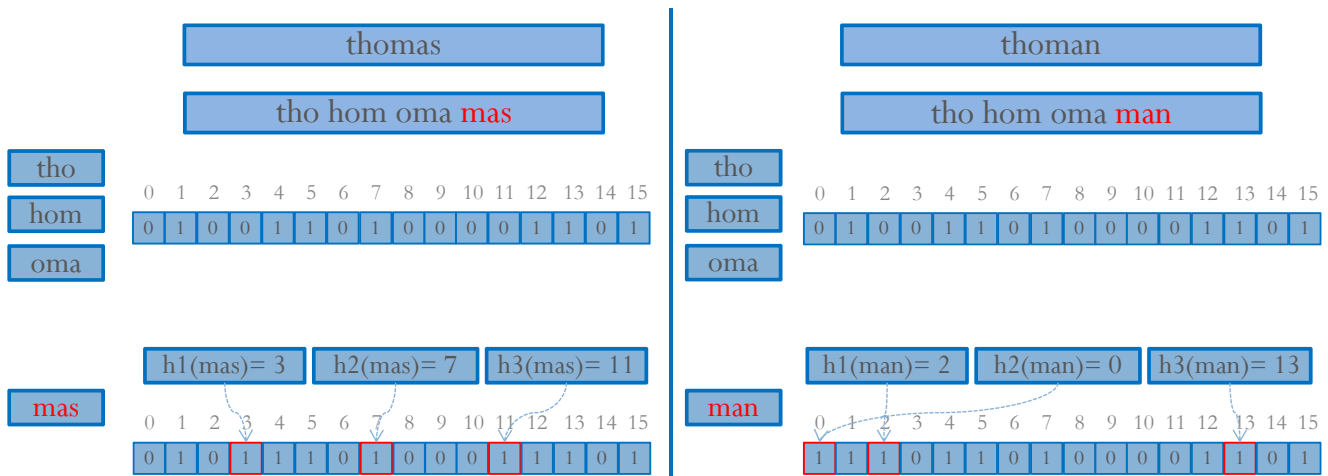 thomas
tho hom oma mas
tho
0 1 2 3 4 5 6 7 8 9 10 11 12 13 14 15
hom
0 1 0 0 1 1 0 1 0 0 0 0 1 1 0 1
oma
h1(mas)= 3 h2(mas)= 7 h3(mas)= 11
mas
0 1 2 3 4 5 6 7 8 9 10 11 12 13 14 15
0 1 0 1 1 1 0 1 0 0 0 1 1 1 0 1
thoman
tho hom oma man
tho
0 1 2 3 4 5 6 7 8 9 10 11 12 13 14 15
hom
0 1 0 0 1 1 0 1 0 0 0 0 1 1 0 1
oma
h1(man)= 2 h2(man)= 0 h3(man)= 13
man
0 1 2 3 4 5 6 7 8 9 10 11 12 13 14 15
1 1 1 0 1 1 0 1 0 0 0 0 1 1 0 1